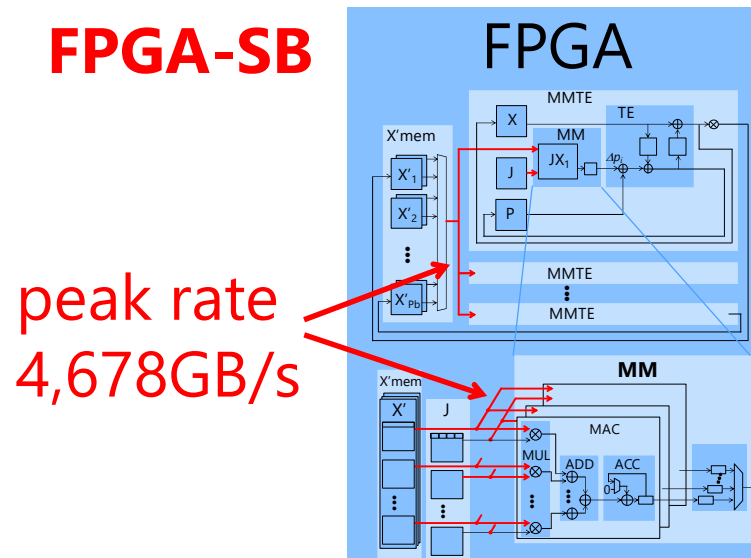 FPGA-SB
FPGA
MMTE
TE
X'mem
X
MM
X'1
JX1
Δpi
J
X'2
P
X'Pb
MMTE
MMTE
peak rate
4,678GB/s
X'mem
MM
X'
J
MAC
MUL
ADD
ACC
0